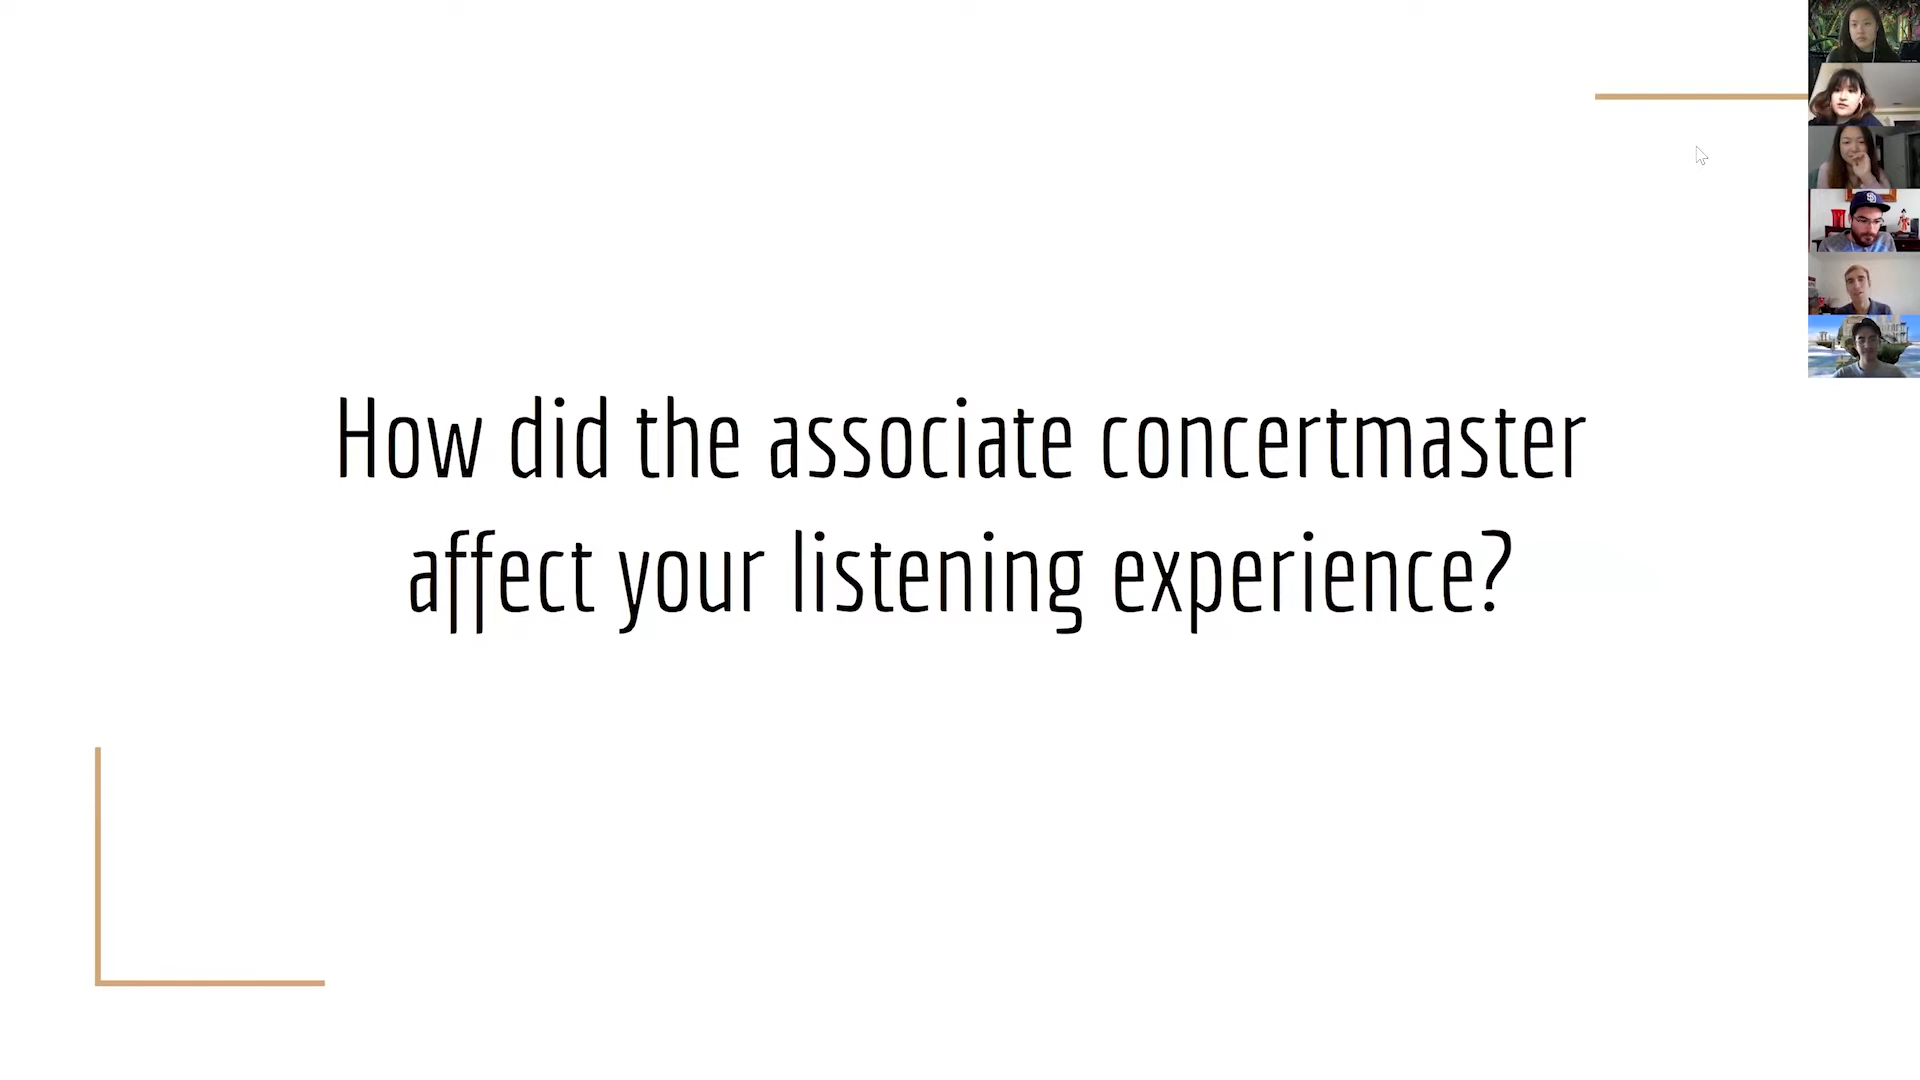 How did the associate concertmaster
affect your listening experience?